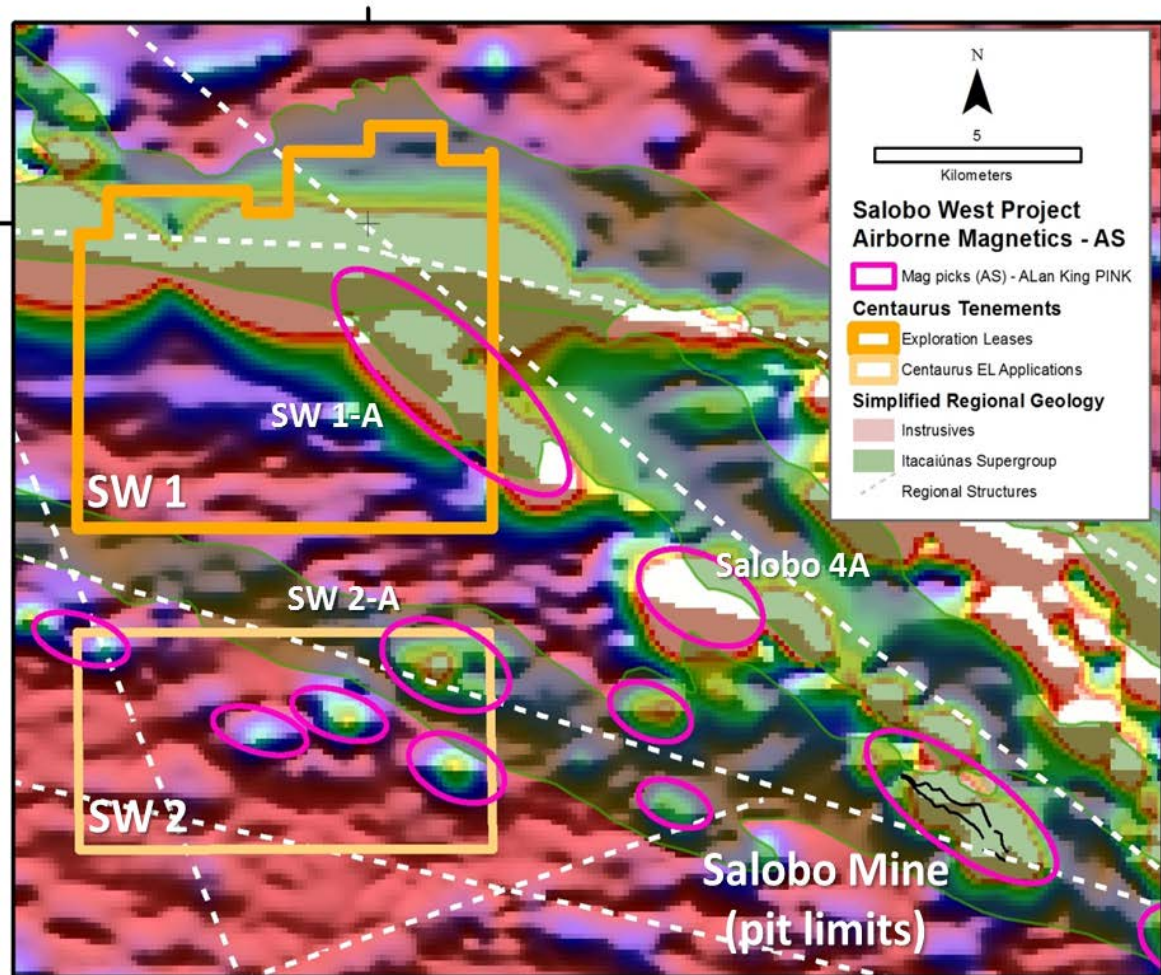 N
5
Kilometers
Salobo West Project
Airborne Magnetics - AS
Mag picks (AS) - ALan King PINK
Centaurus Tenements
Exploration Leases
Centaurus EL Applications
Simplified Regional Geology
Instrusives
Itacaiúnas Supergroup
Regional Structures
SW 1-A
SW 1
Salobo 4A
SW 2-A
SW 2
Salobo Mine
(pit limits)